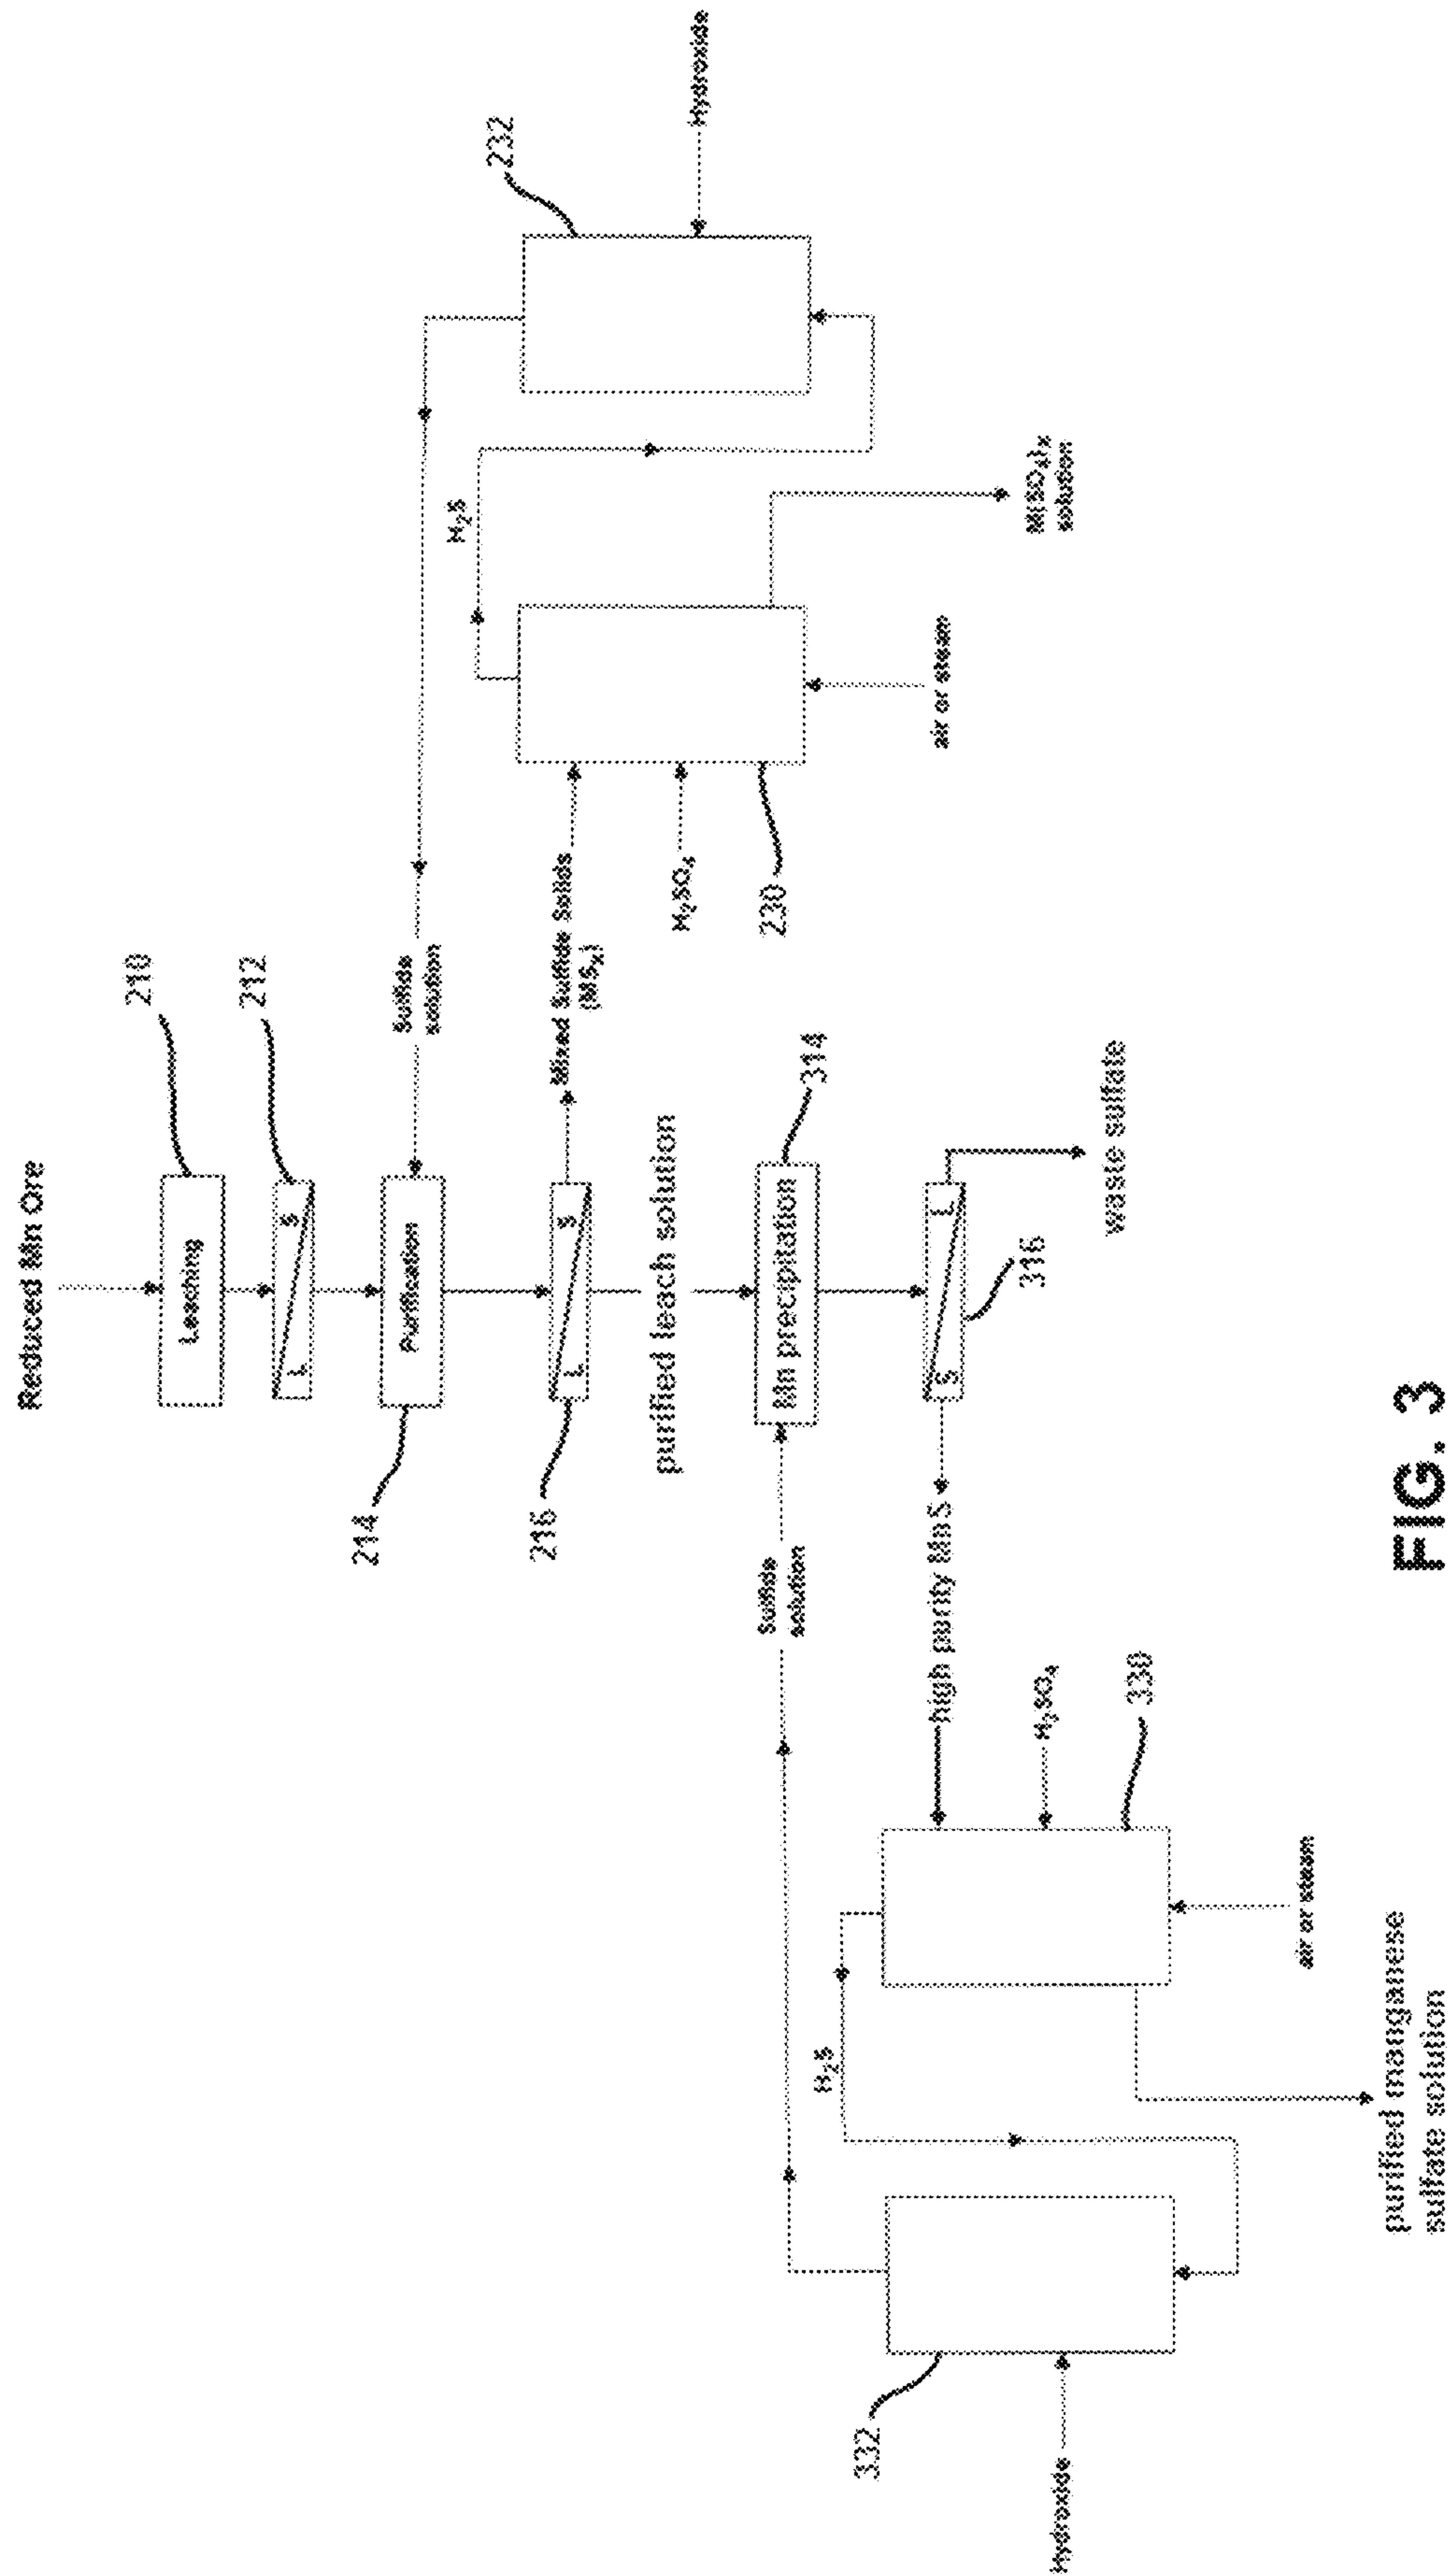 Reduced Mn Ore
210
Leaching
212
L
S
Hydroxide
232
214
Purification
Sulfide
solution
H2S
216
L
S
Mixed Sulfide Solids
(MSx)
H2SO4
230
air or steam
M(SO4)x
solution
purified leach solution
Sulfide
solution
Mn precipitation
314
S
L
316
waste sulfate
high purity MnS
H2SO4
330
H2S
332
Hydroxide
air or steam
purified manganese
sulfate solution
FIG. 3